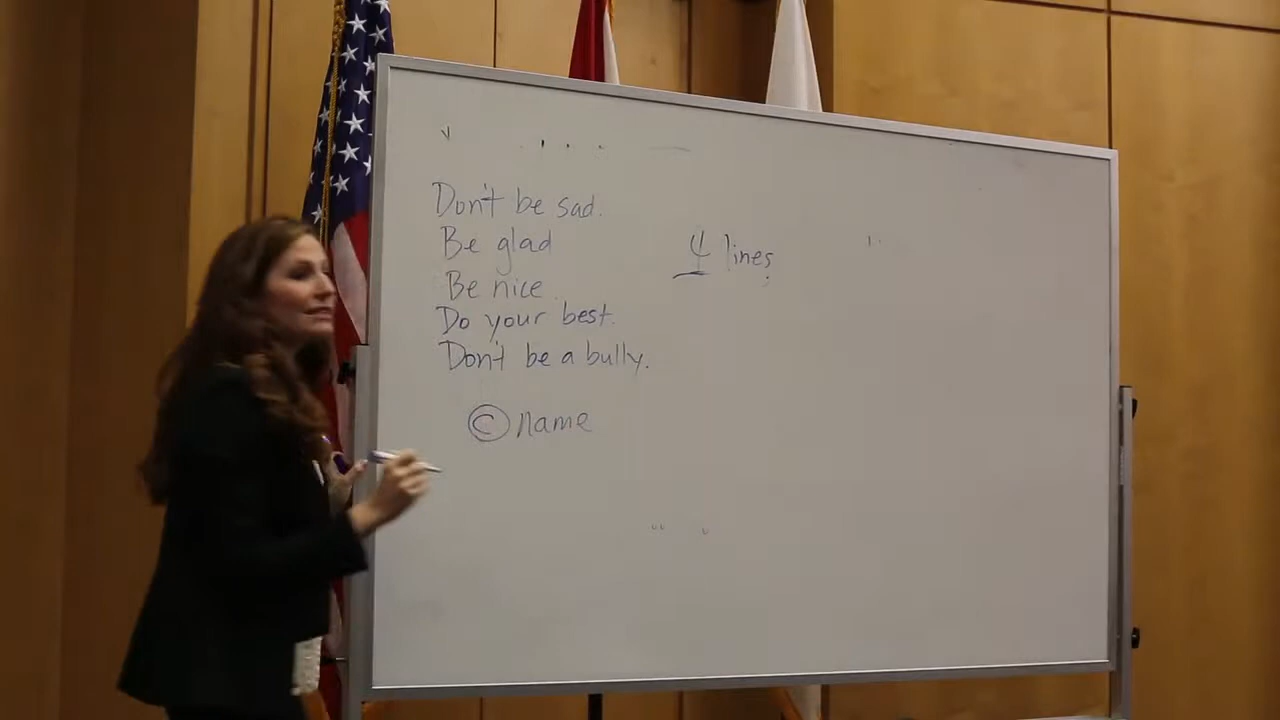 Don't be sad.
Be glad
4 lines
Be nice
Do your best.
Don't be a bully.
© name